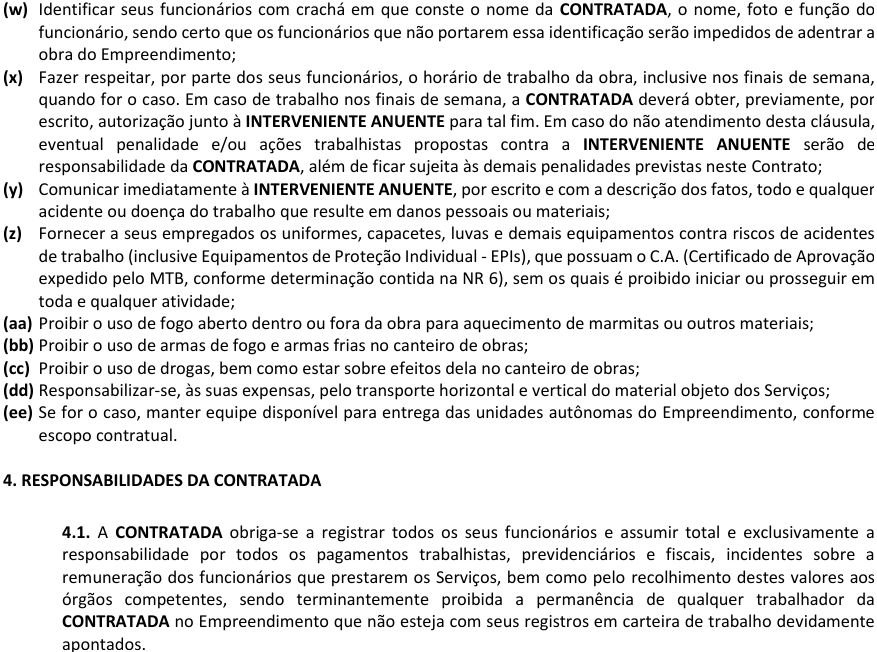 (w) Identificar seus funcionários com crachá em que conste o nome da CONTRATADA, o nome, foto e função do
funcionário, sendo certo que os funcionários que não portarem essa identificação serão impedidos de adentrar a
obra do Empreendimento;
(x) Fazer respeitar, por parte dos seus funcionários, o horário de trabalho da obra, inclusive nos finais de semana,
quando for o caso. Em caso de trabalho nos finais de semana, a CONTRATADA deverá obter, previamente, por
escrito, autorização junto à INTERVENIENTE ANUENTE para tal fim. Em caso do não atendimento desta cláusula,
eventual penalidade e/ou ações trabalhistas propostas contra a INTERVENIENTE ANUENTE serão de
responsabilidade da CONTRATADA, além de ficar sujeita às demais penalidades previstas neste Contrato;
(y) Comunicar imediatamente à INTERVENIENTE ANUENTE, por escrito e com a descrição dos fatos, todo e qualquer
acidente ou doença do trabalho que resulte em danos pessoais ou materiais;
(z) Fornecer a seus empregados os uniformes, capacetes, luvas e demais equipamentos contra riscos de acidentes
de trabalho (inclusive Equipamentos de Proteção Individual - EPIs), que possuam o C.A. (Certificado de Aprovação
expedido pelo MTB, conforme determinação contida na NR 6), sem os quais é proibido iniciar ou prosseguir em
toda e qualquer atividade;
(aa) Proibir o uso de fogo aberto dentro ou fora da obra para aquecimento de marmitas ou outros materiais;
(bb) Proibir o uso de armas de fogo e armas frias no canteiro de obras;
(cc) Proibir o uso de drogas, bem como estar sobre efeitos dela no canteiro de obras;
(dd) Responsabilizar-se, às suas expensas, pelo transporte horizontal e vertical do material objeto dos Serviços;
(ee) Se for o caso, manter equipe disponível para entrega das unidades autônomas do Empreendimento, conforme
escopo contratual.
4. RESPONSABILIDADES DA CONTRATADA
4.1. A CONTRATADA obriga-se a registrar todos os seus funcionários e assumir total e exclusivamente a
responsabilidade por todos os pagamentos trabalhistas, previdenciários e fiscais, incidentes sobre a
remuneração dos funcionários que prestarem os Serviços, bem como pelo recolhimento destes valores aos
órgãos competentes, sendo terminantemente proibida a permanência de qualquer trabalhador da
CONTRATADA no Empreendimento que não esteja com seus registros em carteira de trabalho devidamente
apontados.